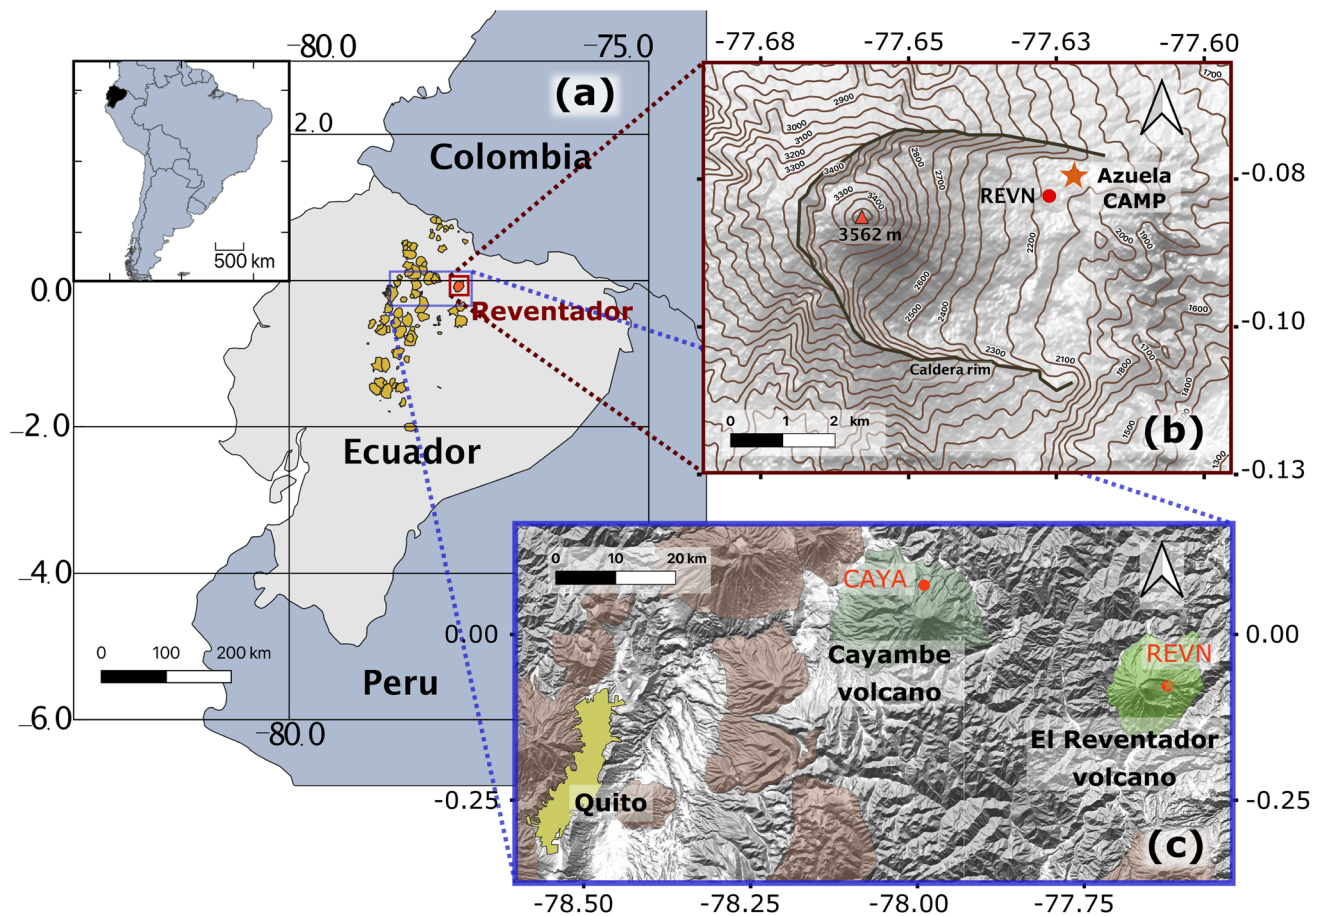 −80.0
−75.0
(a)
2.0
Colombia
500 km
0.0
Reventador
−2.0
Ecuador
−4.0
0 100 200 km
Peru
−6.0
−80.0
-77.68 -77.65 -77.63 -77.60
1700
2900
3000
3100
3200
3300
3400
2800
2700
3300
3400
REVN
Azuela
CAMP
-0.08
3562 m
2200
2000
1900
2600
2500
2400
1600
-0.10
2300
2100
1700
1800
Caldera rim
1400
0 1 2 km
1500
(b)
1300
-0.13
0 10 20 km
CAYA
0.00
0.00
Cayambe
volcano
REVN
El Reventador
volcano
-0.25
Quito
-0.25
(c)
-78.50 -78.25 -78.00 -77.75